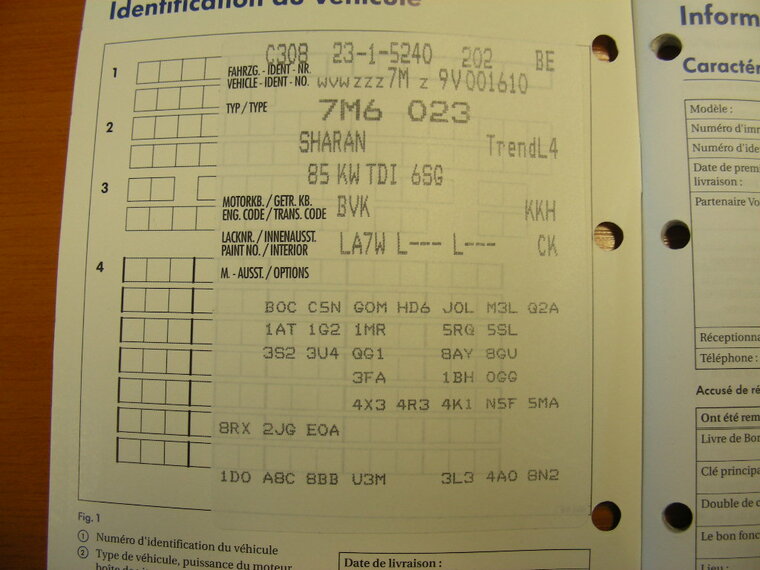 Identification du véhicule
C308 23-1-5240 202 BE
FAHRZG. - IDENT - NR.
VEHICLE - IDENT - NO. WVWZZZ7M Z 9V001610
TYP / TYPE 7M6 023
SHARAN TrendL4
85 KW TDI 6SG
MOTORKB. / GETR. KB.
ENG. CODE / TRANS. CODE BVK KKH
LACKNR. / INNENAUSST.
PAINT NO. / INTERIOR LA7W L--- L--- CK
M. - AUSST. / OPTIONS
B0C C5N G0M HD6 J0L M3L Q2A
1AT 1G2 1MR 5RQ 5SL
3S2 3U4 QG1 8AY 8GU
3FA 1BH 0GG
4X3 4R3 4K1 N5F 5MA
8RX 2JG E0A
1D0 A8C 8BB U3M 3L3 4A0 8N2
1
2
3
4
Fig. 1
① Numéro d'identification du véhicule
② Type de véhicule, puissance du moteur
Date de livraison :
Inform
Caractér
Modèle :
Numéro d'imm
Numéro d'ide
Date de prem
livraison :
Partenaire Vo
Réceptionna
Téléphone :
Accusé de ré
Ont été rem
Livre de Bor
Clé principa
Double de c
Le bon fonc
Lieu :